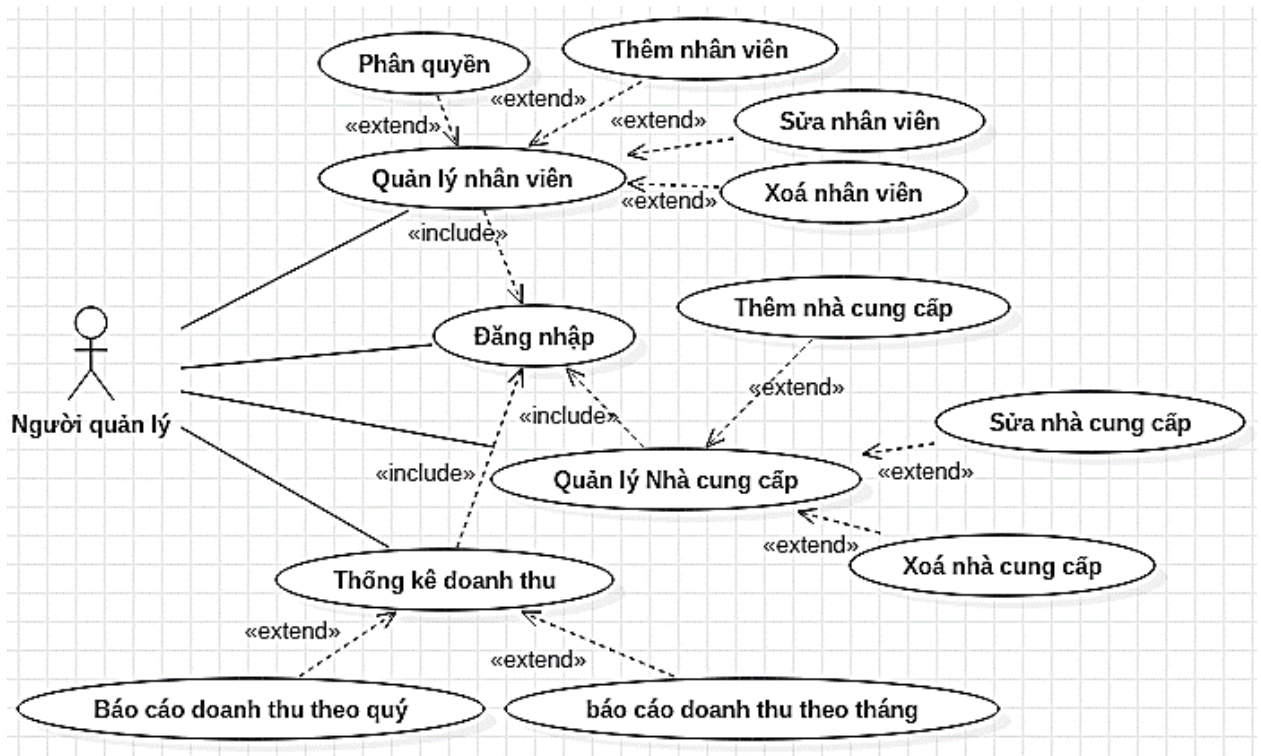 Thêm nhân viên
Phân quyền
«extend»
«extend»
«extend»
Sửa nhân viên
Quản lý nhân viên
Xoá nhân viên
«extend»
«include»
Thêm nhà cung cấp
Đăng nhập
«extend»
«include»
Người quản lý
Sửa nhà cung cấp
«extend»
«include»
Quản lý Nhà cung cấp
«extend»
Xoá nhà cung cấp
Thống kê doanh thu
«extend»
«extend»
Báo cáo doanh thu theo quý
báo cáo doanh thu theo tháng